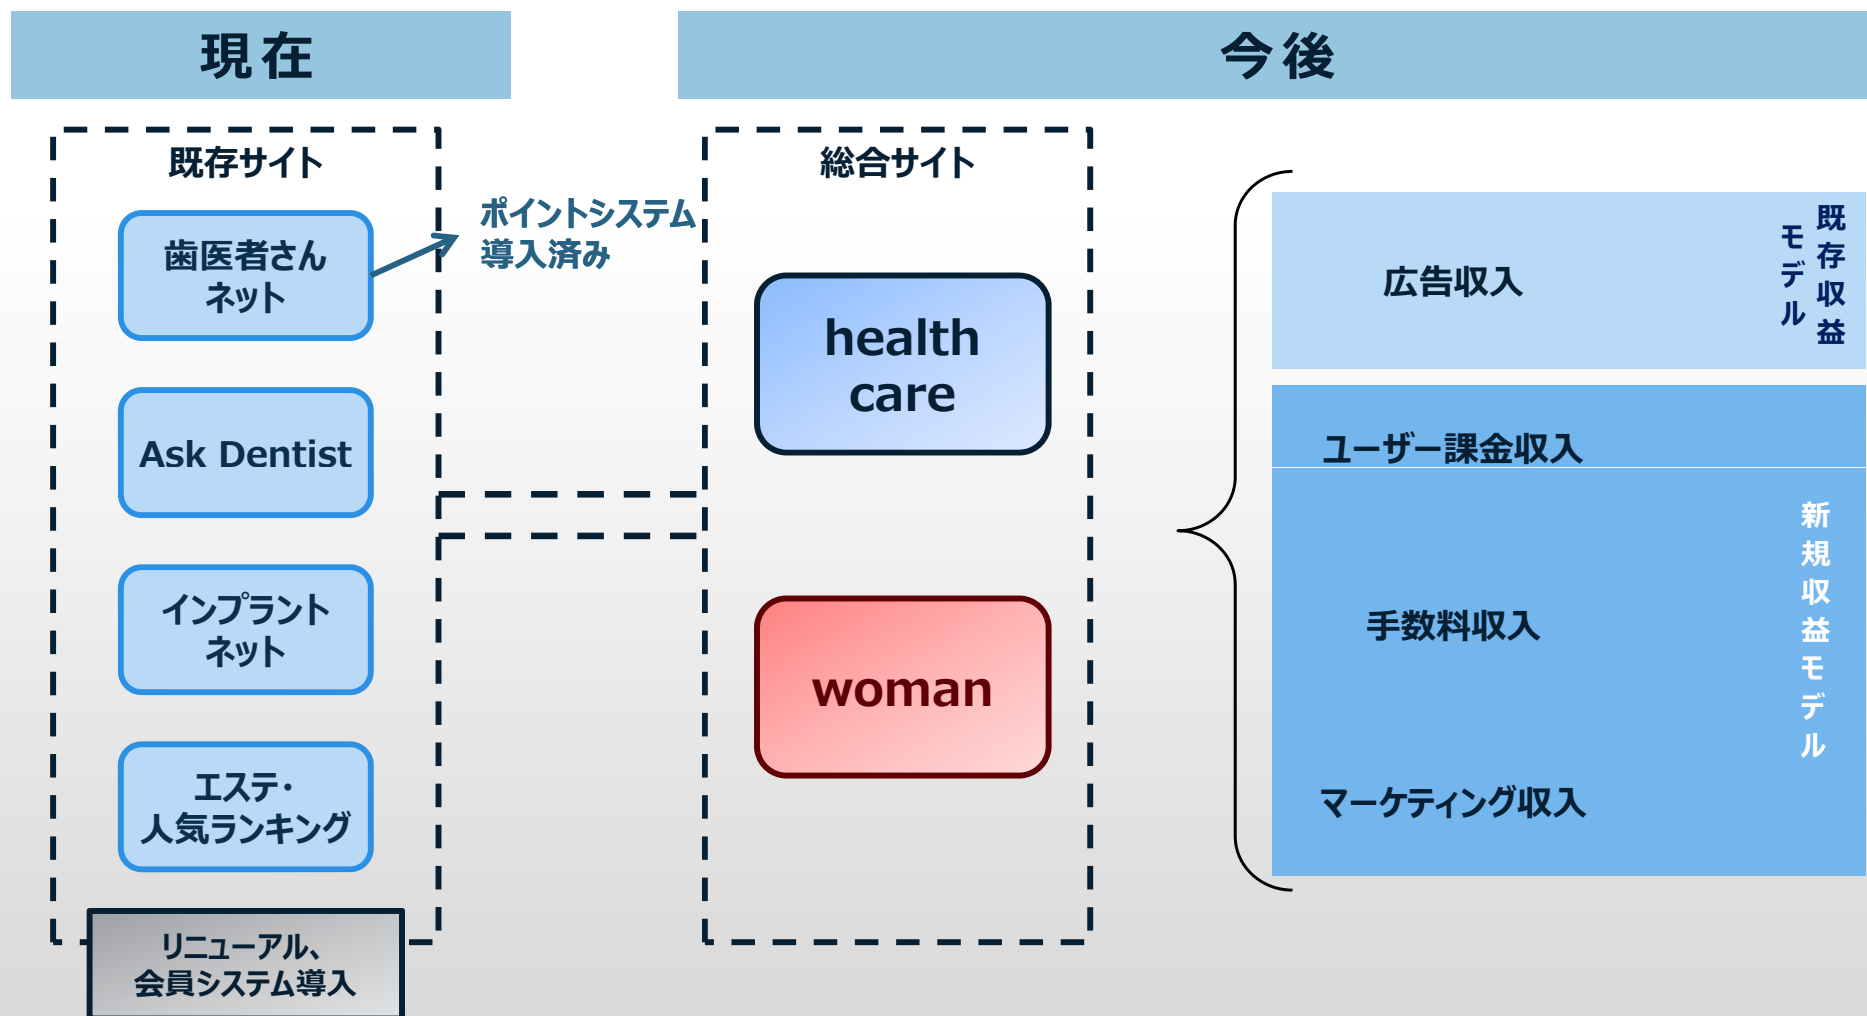 現在
今後
既存サイト
歯医者さん
ネット
ポイントシステム
導入済み
Ask Dentist
インプラント
ネット
エステ・
人気ランキング
リニューアル、
会員システム導入
総合サイト
health
care
woman
広告収入
既存収益
モデル
ユーザー課金収入
手数料収入
マーケティング収入
新規収益モデル